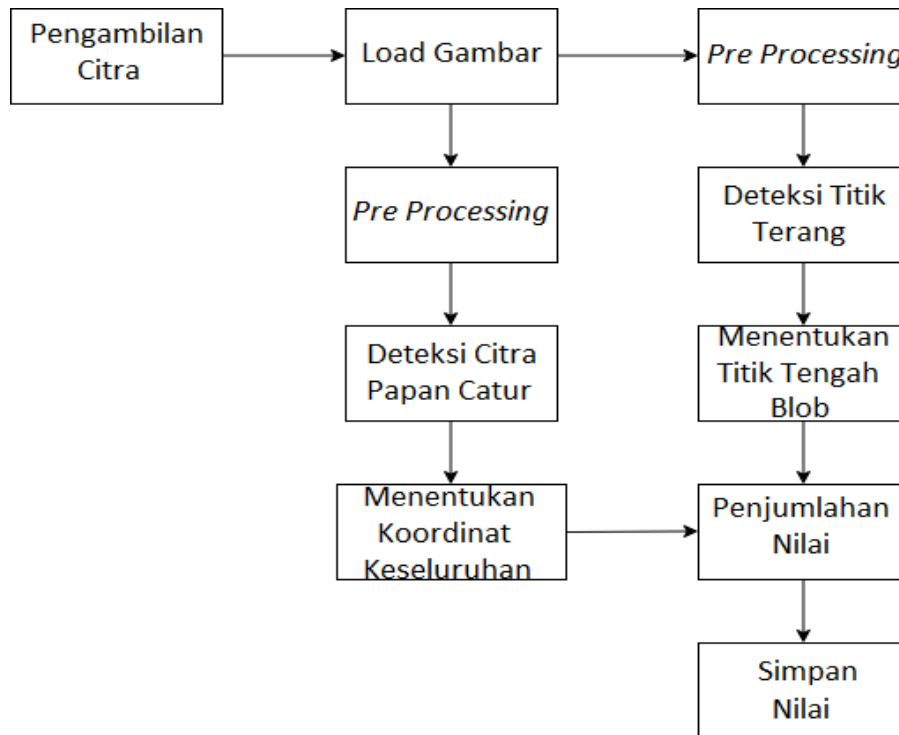 Pengambilan
Citra
Load Gambar
Pre Processing
Pre Processing
Deteksi Titik
Terang
Deteksi Citra
Papan Catur
Menentukan
Titik Tengah
Blob
Menentukan
Koordinat
Keseluruhan
Penjumlahan
Nilai
Simpan
Nilai